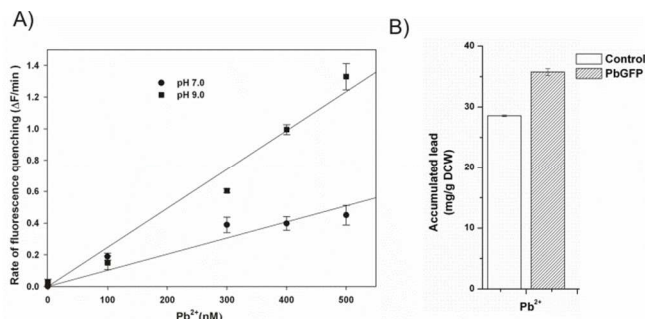 A)
B)
Rate of fluorescence quenching (ΔF/min)
1.4
1.2
1.0
0.8
0.6
0.4
0.2
0.0
pH 7.0
pH 9.0
0
100
200
300
400
500
Pb²⁺(nM)
Control
PbGFP
Accumulated lead
(mg/g DCW)
40
30
20
10
0
Pb²⁺